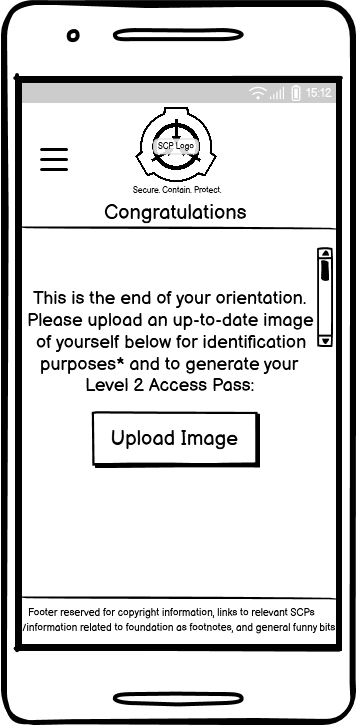 15:12
SCP Logo
Secure. Contain. Protect.
Congratulations
This is the end of your orientation.
Please upload an up-to-date image
of yourself below for identification
purposes* and to generate your
Level 2 Access Pass:
Upload Image
Footer reserved for copyright information, links to relevant SCPs
/information related to foundation as footnotes, and general funny bits